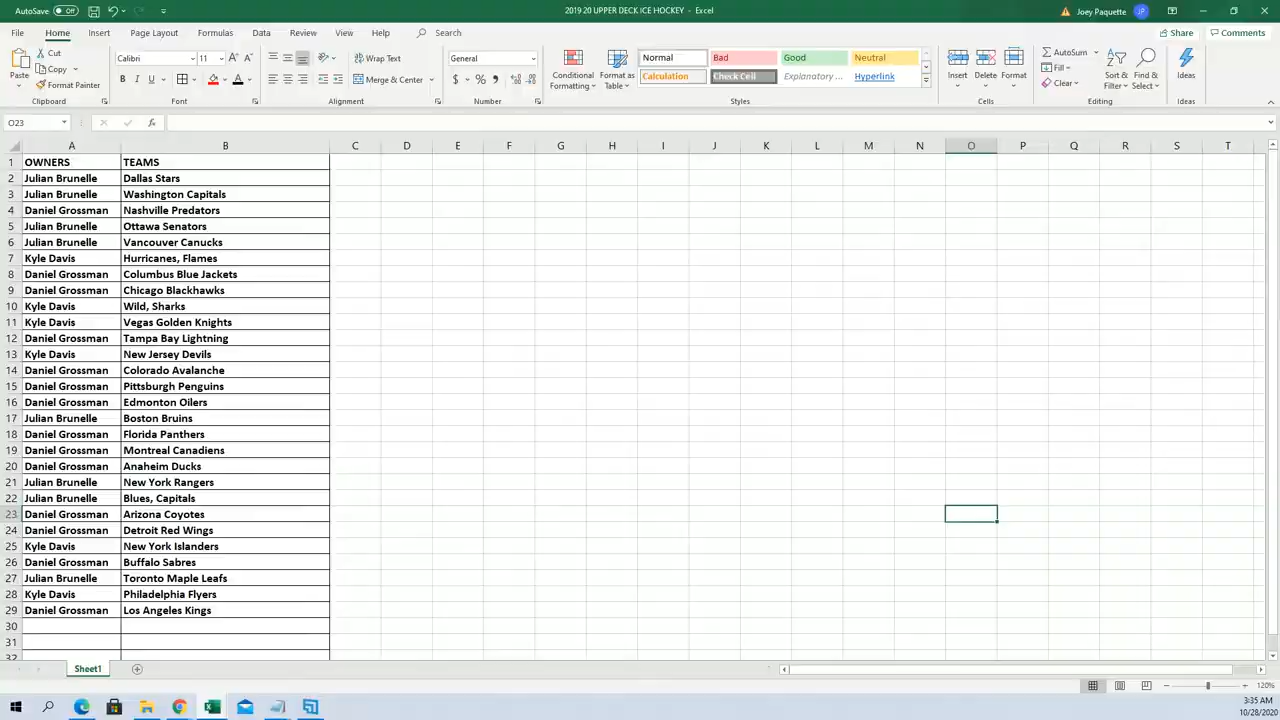 AutoSave Off 2019 20 UPPER DECK ICE HOCKEY - Excel Joey Paquette JP
File Home Insert Page Layout Formulas Data Review View Help Search Share Comments
Paste Cut Copy Format Painter Clipboard
Calibri 11 B I U Font
Wrap Text Merge & Center Alignment
General $ % Number
Conditional Formatting Format as Table
Normal Bad Good Neutral
Calculation Check Cell Explanatory ... Hyperlink
Styles
Insert Delete Format Cells
AutoSum Fill Clear Sort & Filter Find & Select Editing
Ideas Ideas
O23 fx
A B C D E F G H I J K L M N O P Q R S T
1 OWNERS TEAMS
2 Julian Brunelle Dallas Stars
3 Julian Brunelle Washington Capitals
4 Daniel Grossman Nashville Predators
5 Julian Brunelle Ottawa Senators
6 Julian Brunelle Vancouver Canucks
7 Kyle Davis Hurricanes, Flames
8 Daniel Grossman Columbus Blue Jackets
9 Daniel Grossman Chicago Blackhawks
10 Kyle Davis Wild, Sharks
11 Kyle Davis Vegas Golden Knights
12 Daniel Grossman Tampa Bay Lightning
13 Kyle Davis New Jersey Devils
14 Daniel Grossman Colorado Avalanche
15 Daniel Grossman Pittsburgh Penguins
16 Daniel Grossman Edmonton Oilers
17 Julian Brunelle Boston Bruins
18 Daniel Grossman Florida Panthers
19 Daniel Grossman Montreal Canadiens
20 Daniel Grossman Anaheim Ducks
21 Julian Brunelle New York Rangers
22 Julian Brunelle Blues, Capitals
23 Daniel Grossman Arizona Coyotes
24 Daniel Grossman Detroit Red Wings
25 Kyle Davis New York Islanders
26 Daniel Grossman Buffalo Sabres
27 Julian Brunelle Toronto Maple Leafs
28 Kyle Davis Philadelphia Flyers
29 Daniel Grossman Los Angeles Kings
30
31
32
Sheet1
120%
3:35 AM
10/28/2020